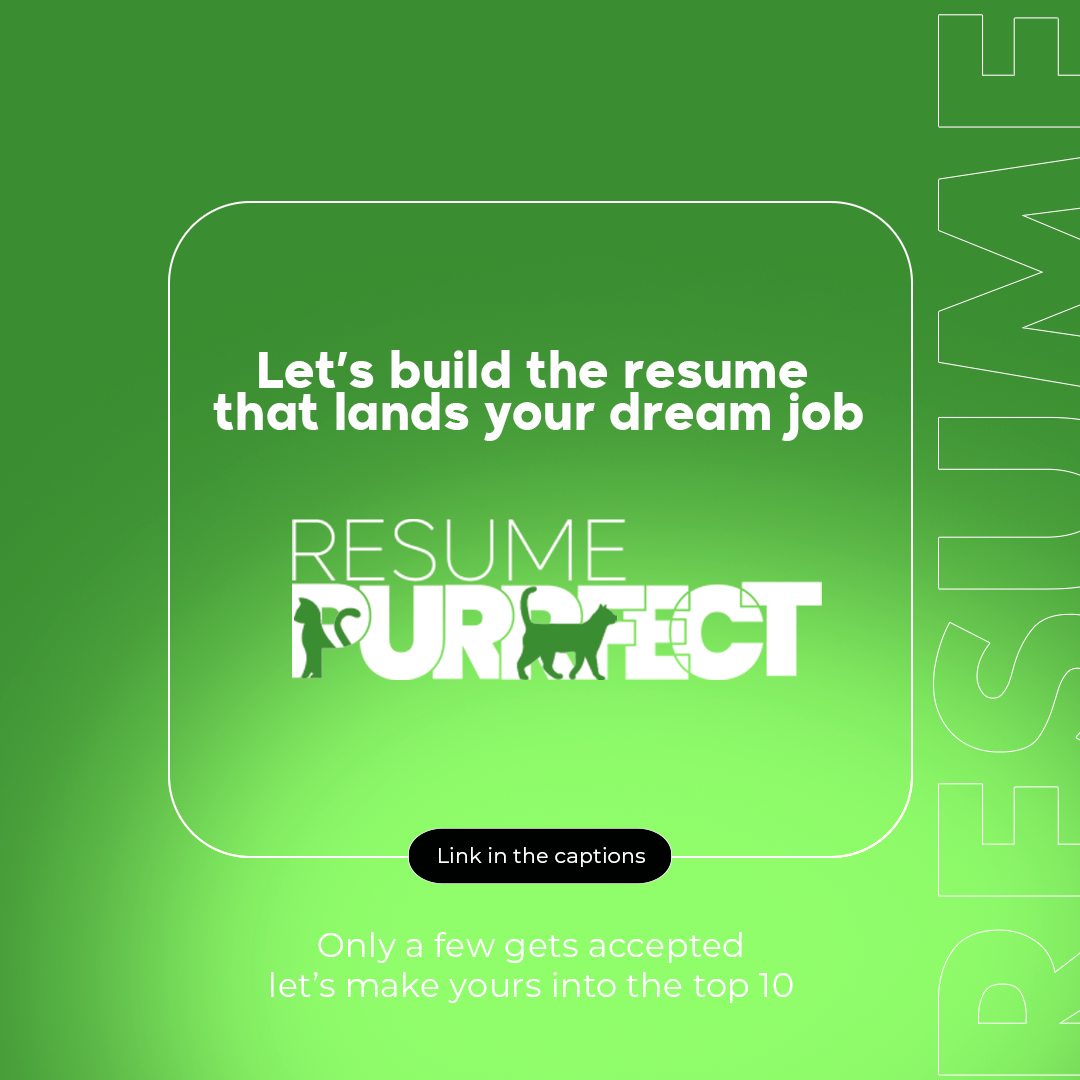 Let's build the resume
that lands your dream job
RESUME
PURRFECT
Link in the captions
Only a few gets accepted
let's make yours into the top 10
RESUME